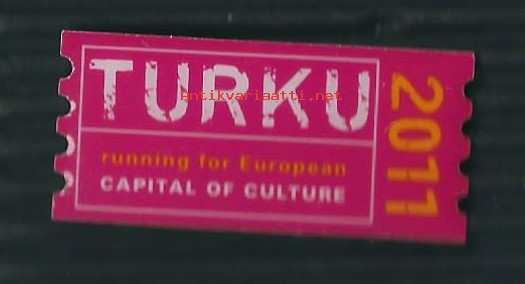 TURKU
antikvariaatti.net
running for European
CAPITAL OF CULTURE
2011